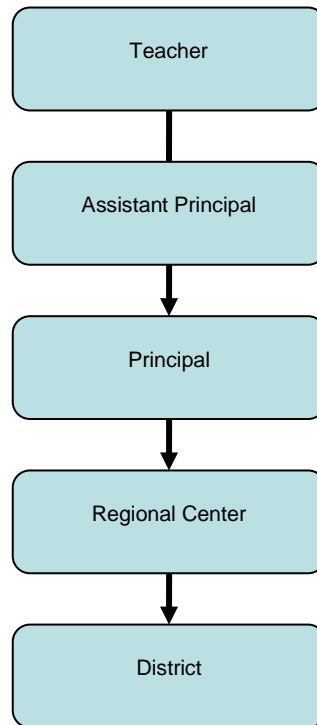 Teacher
Assistant Principal
Principal
Regional Center
District